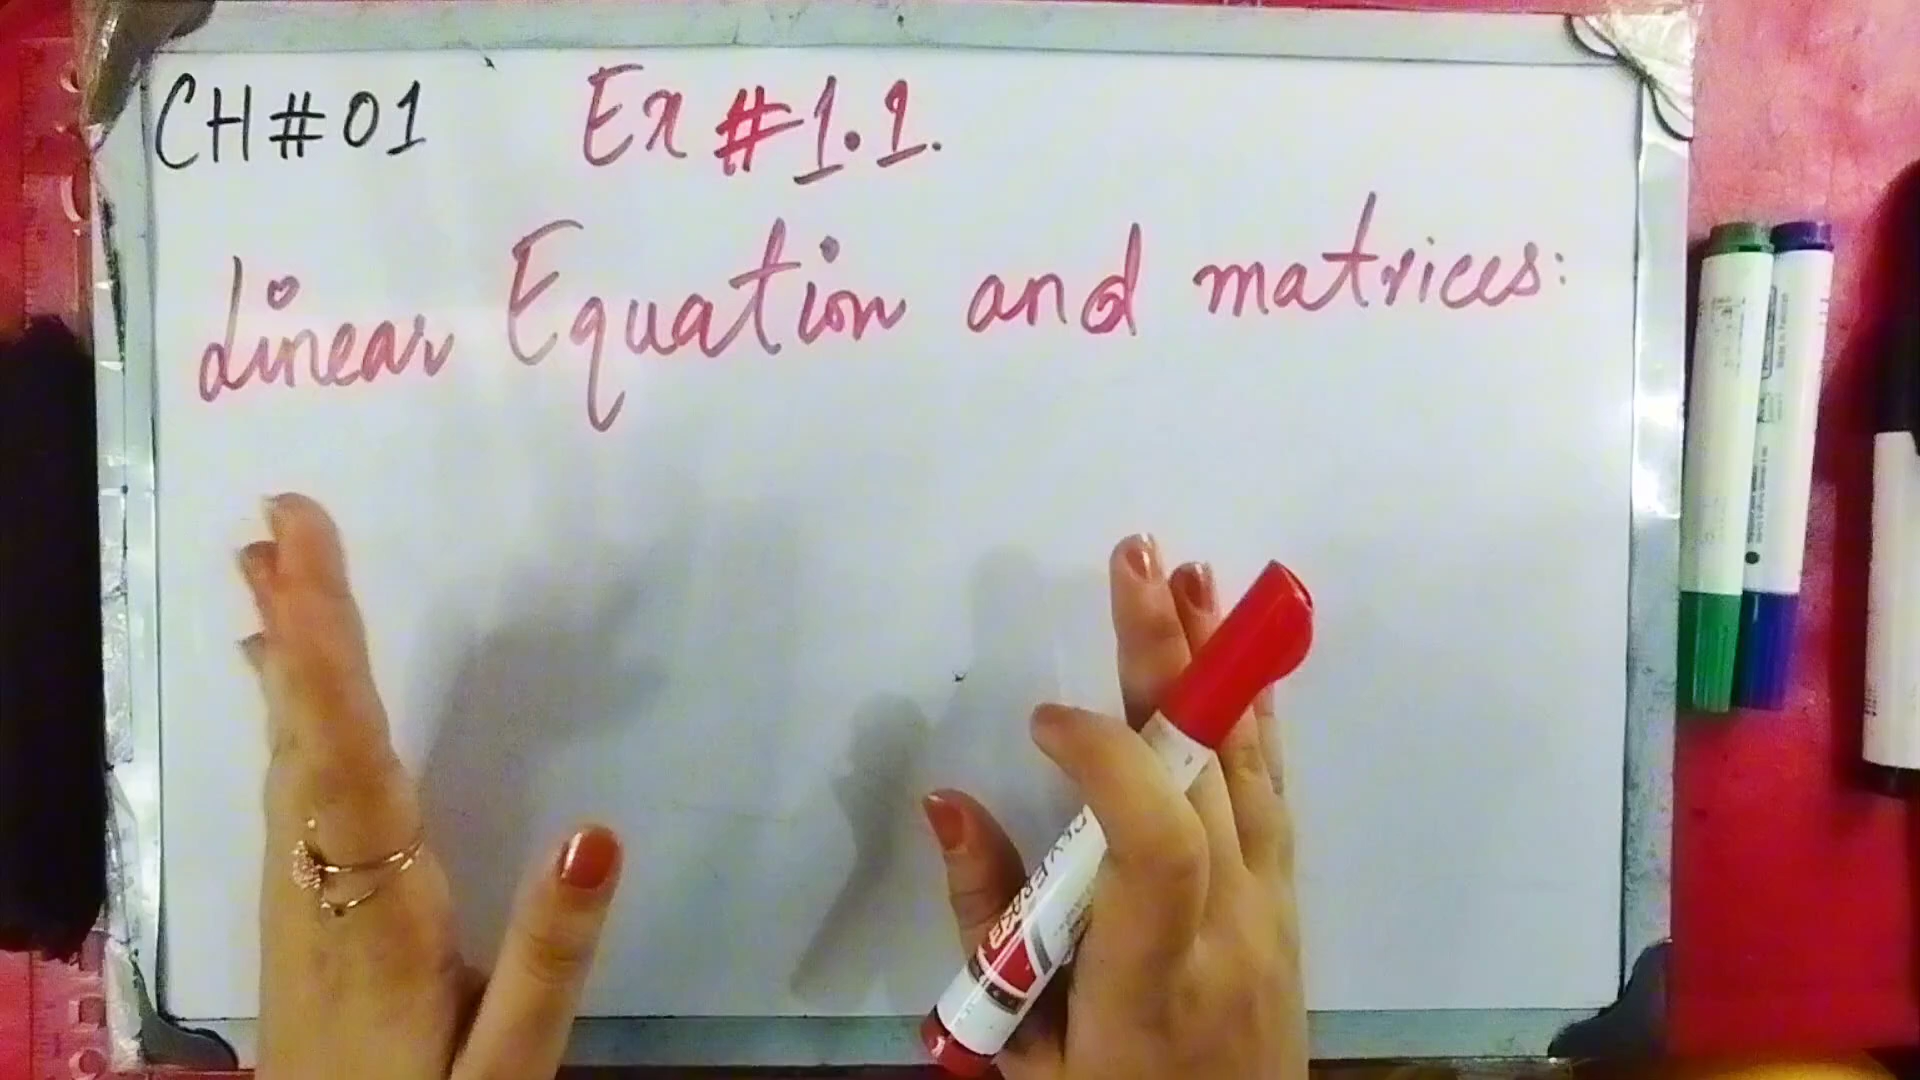 CH#01 Ex #1.1.
Linear Equation and matrices: